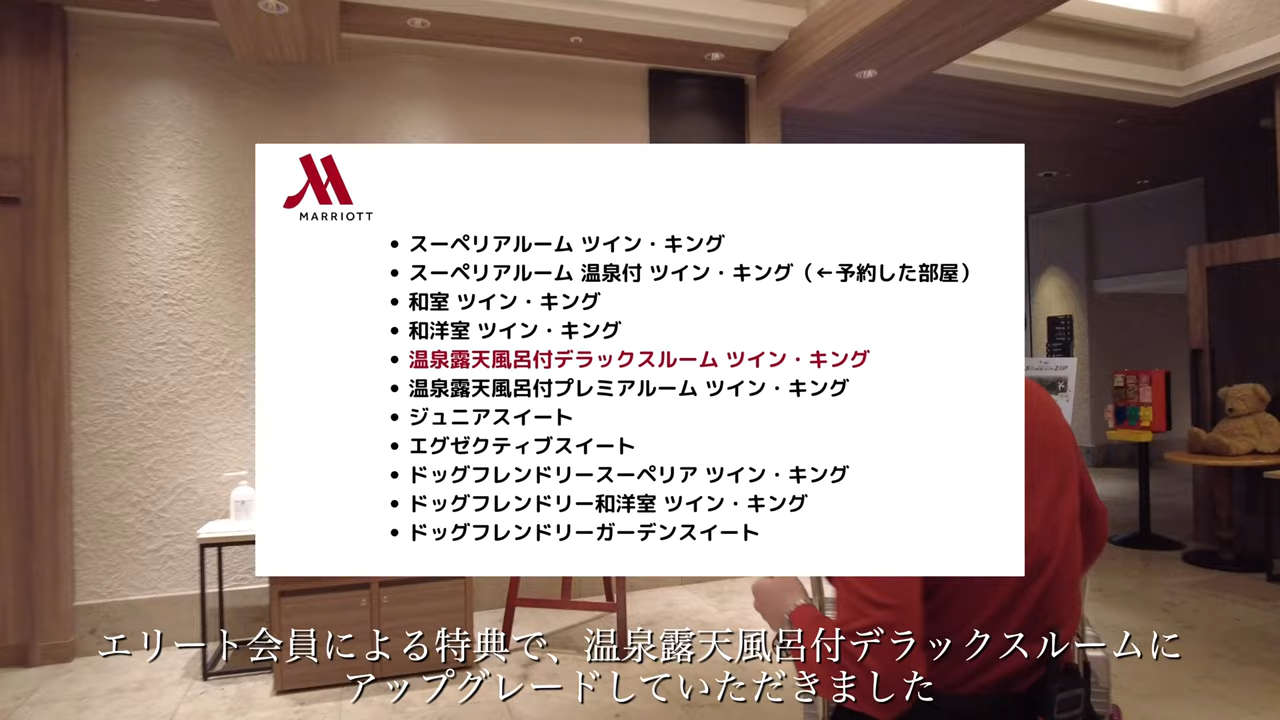 MARRIOTT
• スーペリアルーム ツイン・キング
• スーペリアルーム 温泉付 ツイン・キング（←予約した部屋）
• 和室 ツイン・キング
• 和洋室 ツイン・キング
• 温泉露天風呂付デラックスルーム ツイン・キング
• 温泉露天風呂付プレミアルーム ツイン・キング
• ジュニアスイート
• エグゼクティブスイート
• ドッグフレンドリースーペリア ツイン・キング
• ドッグフレンドリー和洋室 ツイン・キング
• ドッグフレンドリーガーデンスイート
エリート会員による特典で、温泉露天風呂付デラックスルームに
アップグレードしていただきました